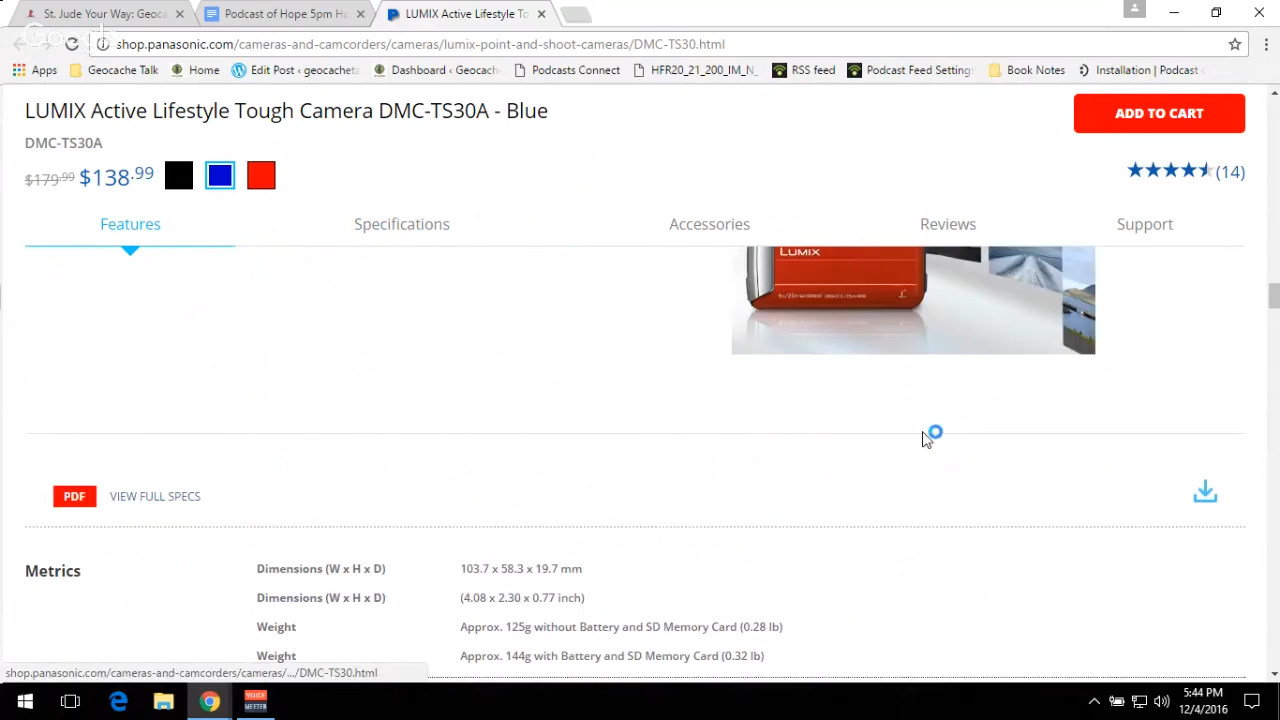 St. Jude Your Way: Geoca
Podcast of Hope 5pm H
LUMIX Active Lifestyle To
shop.panasonic.com/cameras-and-camcorders/cameras/lumix-point-and-shoot-cameras/DMC-TS30.html
Apps Geocache Talk Home Edit Post ‹ geocacheta Dashboard ‹ Geocach Podcasts Connect HFR20_21_200_IM_N_ RSS feed Podcast Feed Settings Book Notes Installation | Podcast
LUMIX Active Lifestyle Tough Camera DMC-TS30A - Blue
ADD TO CART
DMC-TS30A
$179.99 $138.99
(14)
Features Specifications Accessories Reviews Support
LUMIX
PDF VIEW FULL SPECS
Metrics
Dimensions (W x H x D) 103.7 x 58.3 x 19.7 mm
Dimensions (W x H x D) (4.08 x 2.30 x 0.77 inch)
Weight Approx. 125g without Battery and SD Memory Card (0.28 lb)
Weight Approx. 144g with Battery and SD Memory Card (0.32 lb)
shop.panasonic.com/cameras-and-camcorders/cameras/.../DMC-TS30.html
VOICE
MEETER
5:44 PM
12/4/2016